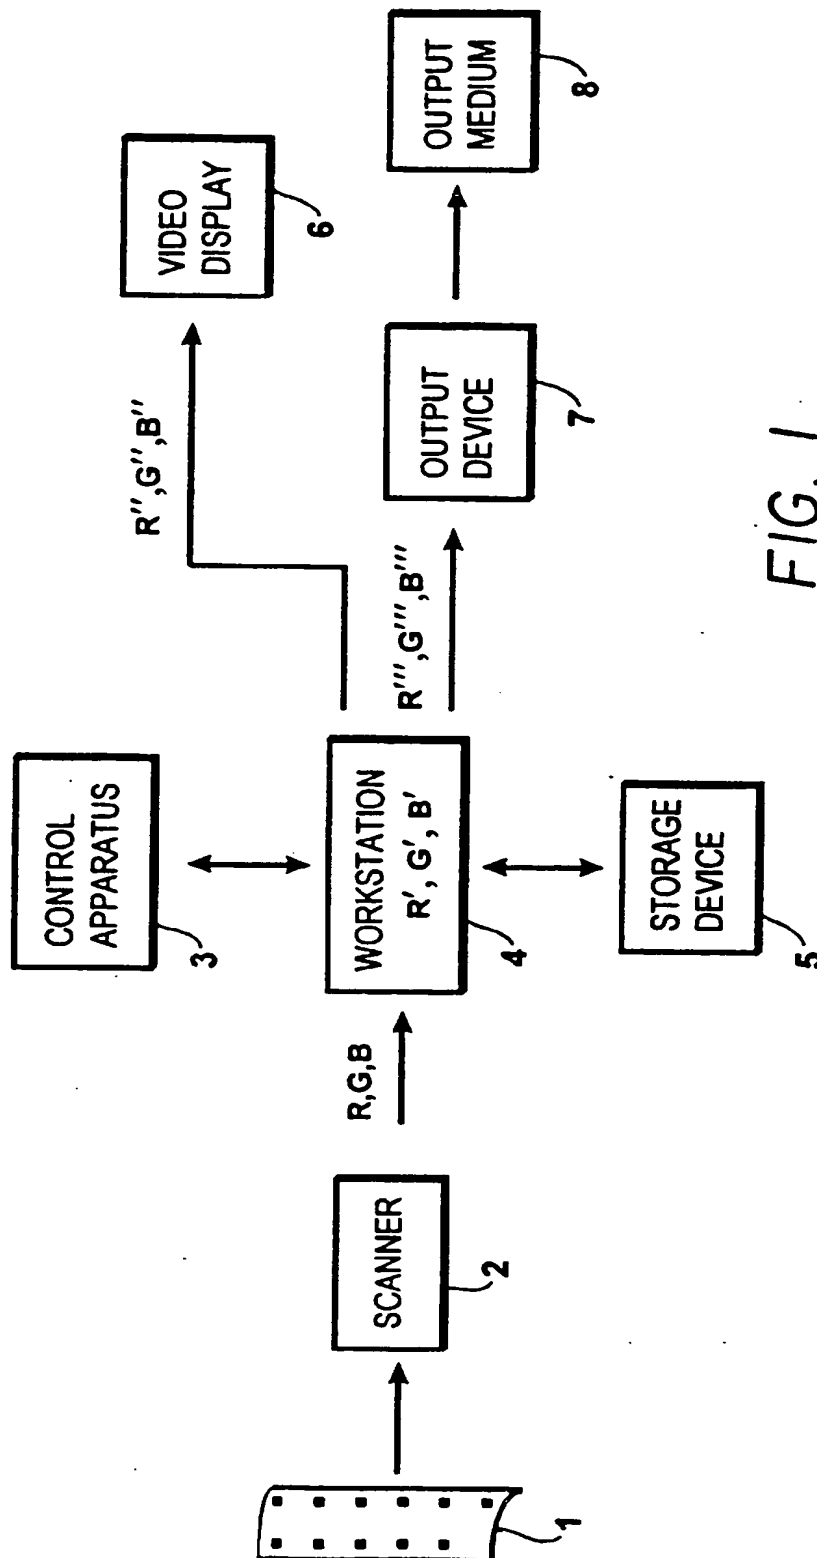 1
SCANNER
2
R,G,B
CONTROL
APPARATUS
3
WORKSTATION
R′, G′, B′
4
STORAGE
DEVICE
5
R′′,G′′,B′′
VIDEO
DISPLAY
6
R′′′,G′′′,B′′′
OUTPUT
DEVICE
7
OUTPUT
MEDIUM
8
FIG. 1